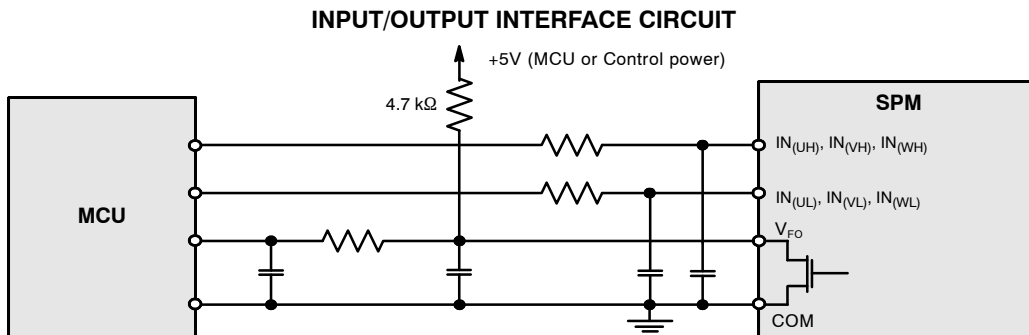 INPUT/OUTPUT INTERFACE CIRCUIT
+5V (MCU or Control power)
4.7 kΩ
SPM
IN(UH), IN(VH), IN(WH)
IN(UL), IN(VL), IN(WL)
MCU
VFO
COM